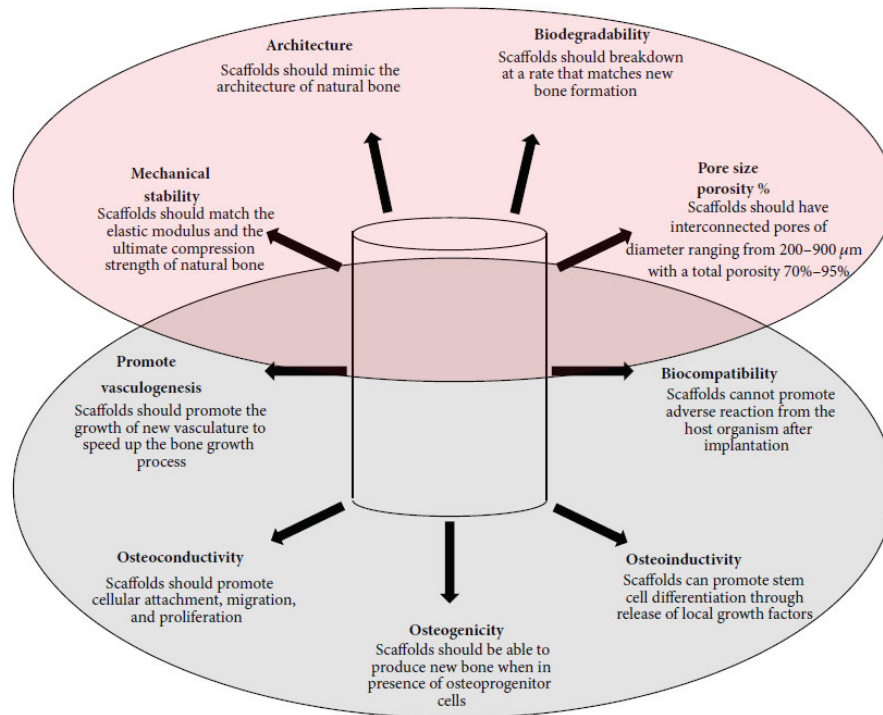 Architecture
Scaffolds should mimic the
architecture of natural bone
Biodegradability
Scaffolds should breakdown
at a rate that matches new
bone formation
Mechanical
stability
Scaffolds should match the
elastic modulus and the
ultimate compression
strength of natural bone
Pore size
porosity %
Scaffolds should have
interconnected pores of
diameter ranging from 200–900 μm
with a total porosity 70%–95%
Promote
vasculogenesis
Scaffolds should promote the
growth of new vasculature to
speed up the bone growth
process
Biocompatibility
Scaffolds cannot promote
adverse reaction from the
host organism after
implantation
Osteoconductivity
Scaffolds should promote
cellular attachment, migration,
and proliferation
Osteogenicity
Scaffolds should be able to
produce new bone when in
presence of osteoprogenitor
cells
Osteoinductivity
Scaffolds can promote stem
cell differentiation through
release of local growth factors